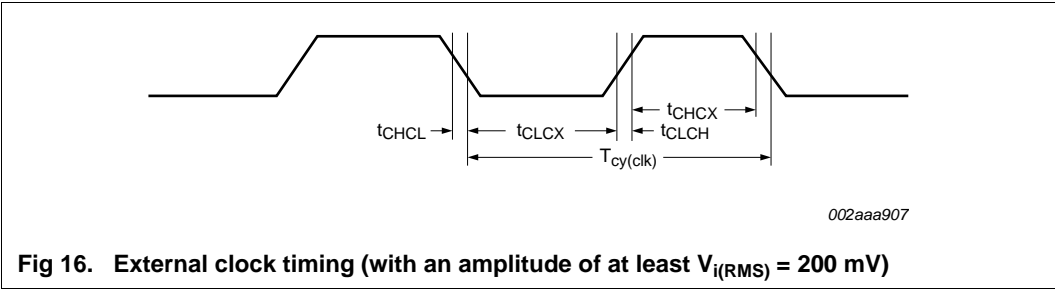 tCHCX
tCHCL tCLCX tCLCH
Tcy(clk)
002aaa907
Fig 16. External clock timing (with an amplitude of at least Vi(RMS) = 200 mV)